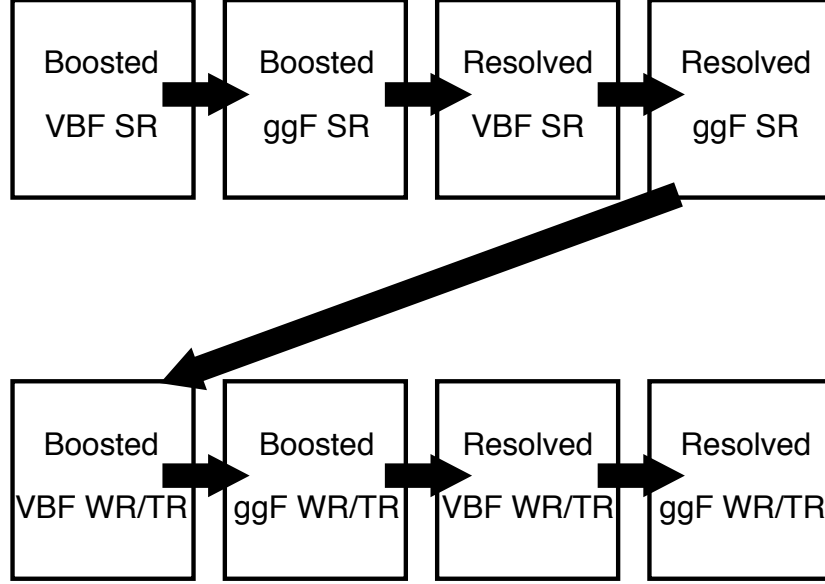 Boosted
VBF SR
Boosted
ggF SR
Resolved
VBF SR
Resolved
ggF SR
Boosted
VBF WR/TR
Boosted
ggF WR/TR
Resolved
VBF WR/TR
Resolved
ggF WR/TR